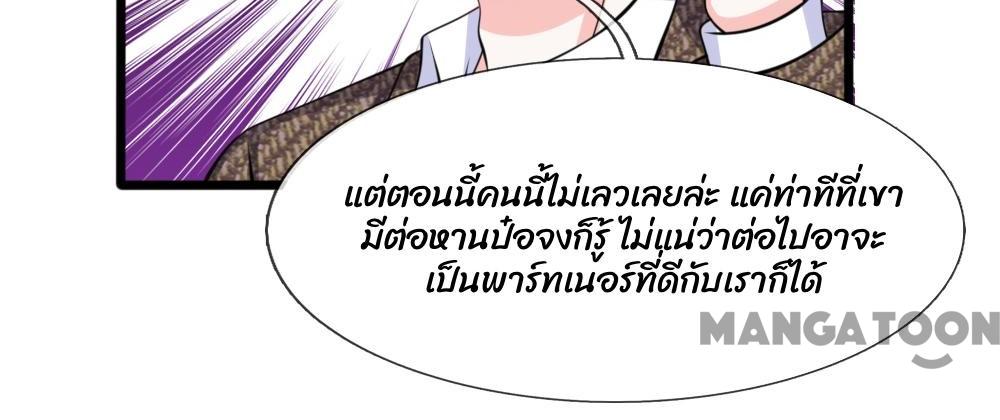 แต่ตอนนี้คนนี้ไม่เลวเลยล่ะ แค่ท่าทีที่เขา
มีต่อหานป๋อจงก็รู้ ไม่แน่ว่าต่อไปอาจะ
เป็นพาร์ทเนอร์ที่ดีกับเราก็ได้
MANGATOON